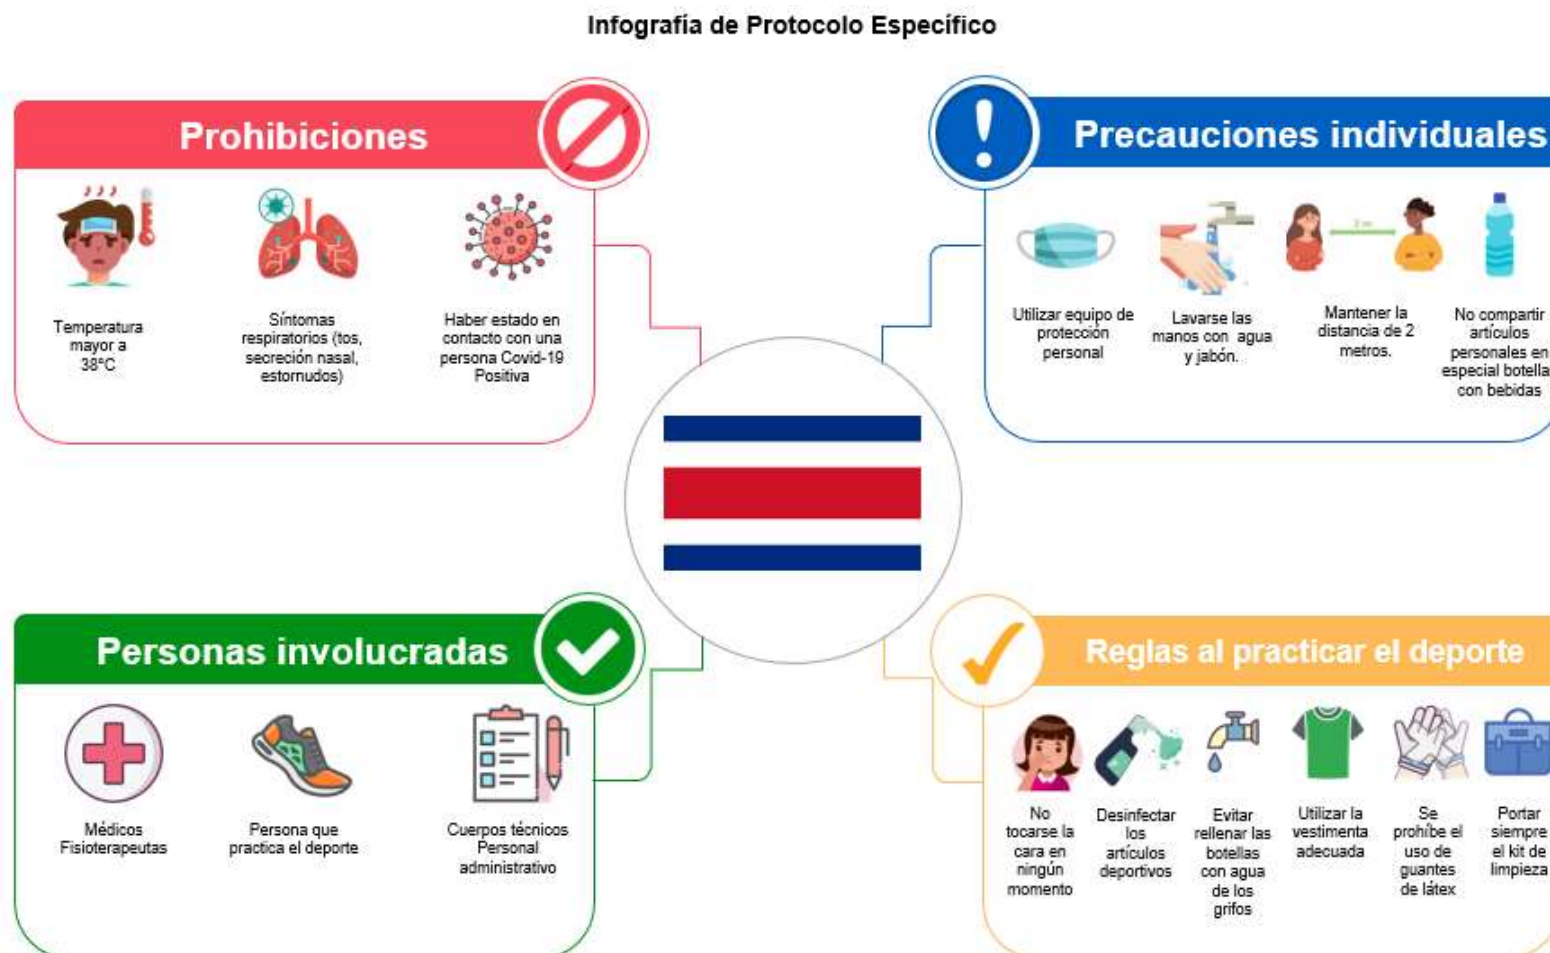 Infografía de Protocolo Específico
Prohibiciones
Temperatura
mayor a
38°C
Síntomas
respiratorios (tos,
secreción nasal,
estornudos)
Haber estado en
contacto con una
persona Covid-19
Positiva
Precauciones individuales
2 m
Utilizar equipo de
protección
personal
Lavarse las
manos con agua
y jabón.
Mantener la
distancia de 2
metros.
No compartir
artículos
personales en
especial botella
con bebidas
Personas involucradas
Médicos
Fisioterapeutas
Persona que
practica el deporte
Cuerpos técnicos
Personal
administrativo
Reglas al practicar el deporte
No
tocarse la
cara en
ningún
momento
Desinfectar
los
artículos
deportivos
Evitar
rellenar las
botellas
con agua
de los
grifos
Utilizar la
vestimenta
adecuada
Se
prohíbe el
uso de
guantes
de látex
Portar
siempre
el kit de
limpieza